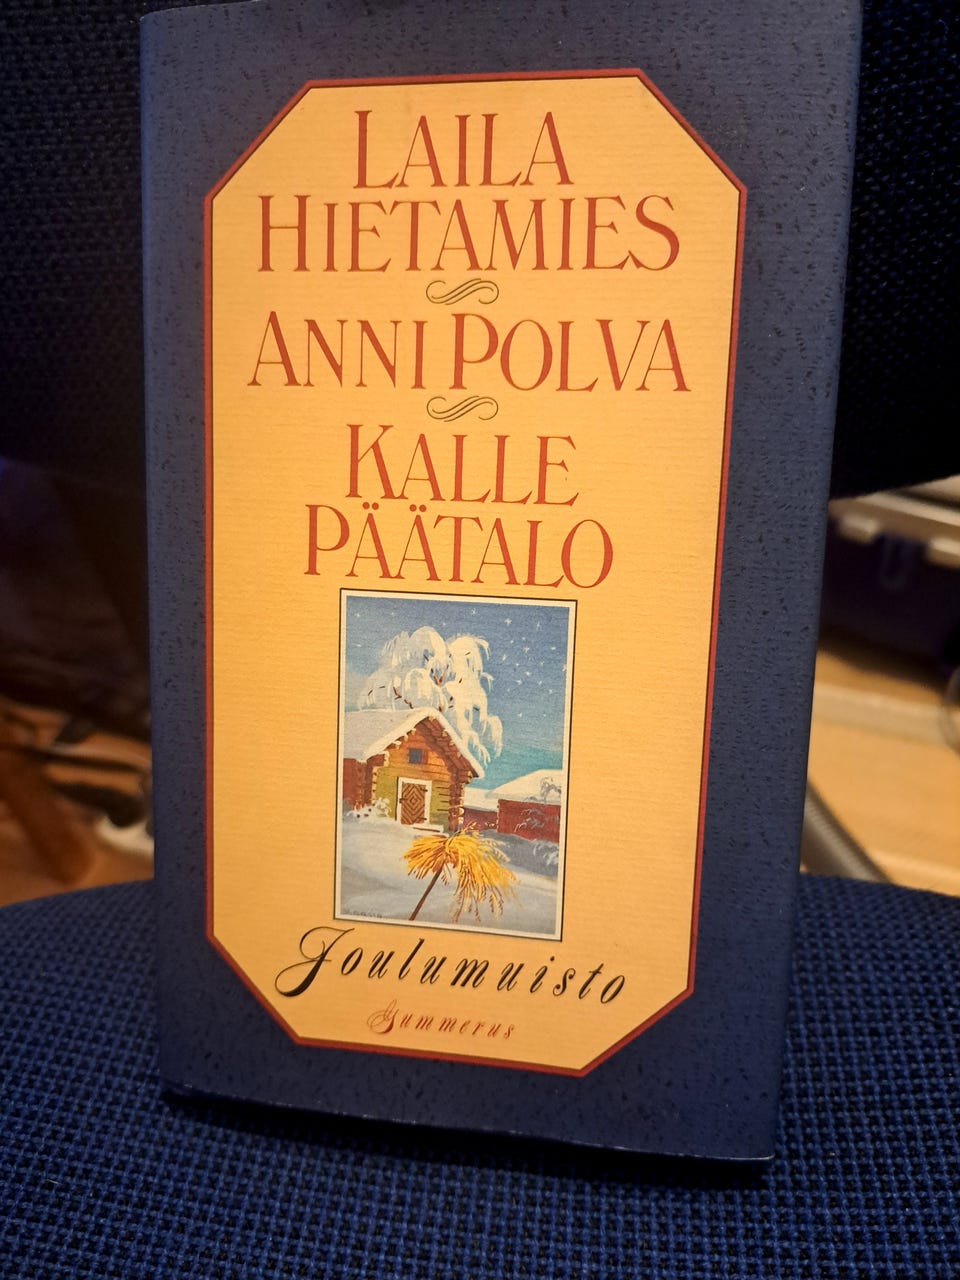 LAILA
HIETAMIES
ANNI POLVA
KALLE
PÄÄTALO
Joulumuisto
Gummerus